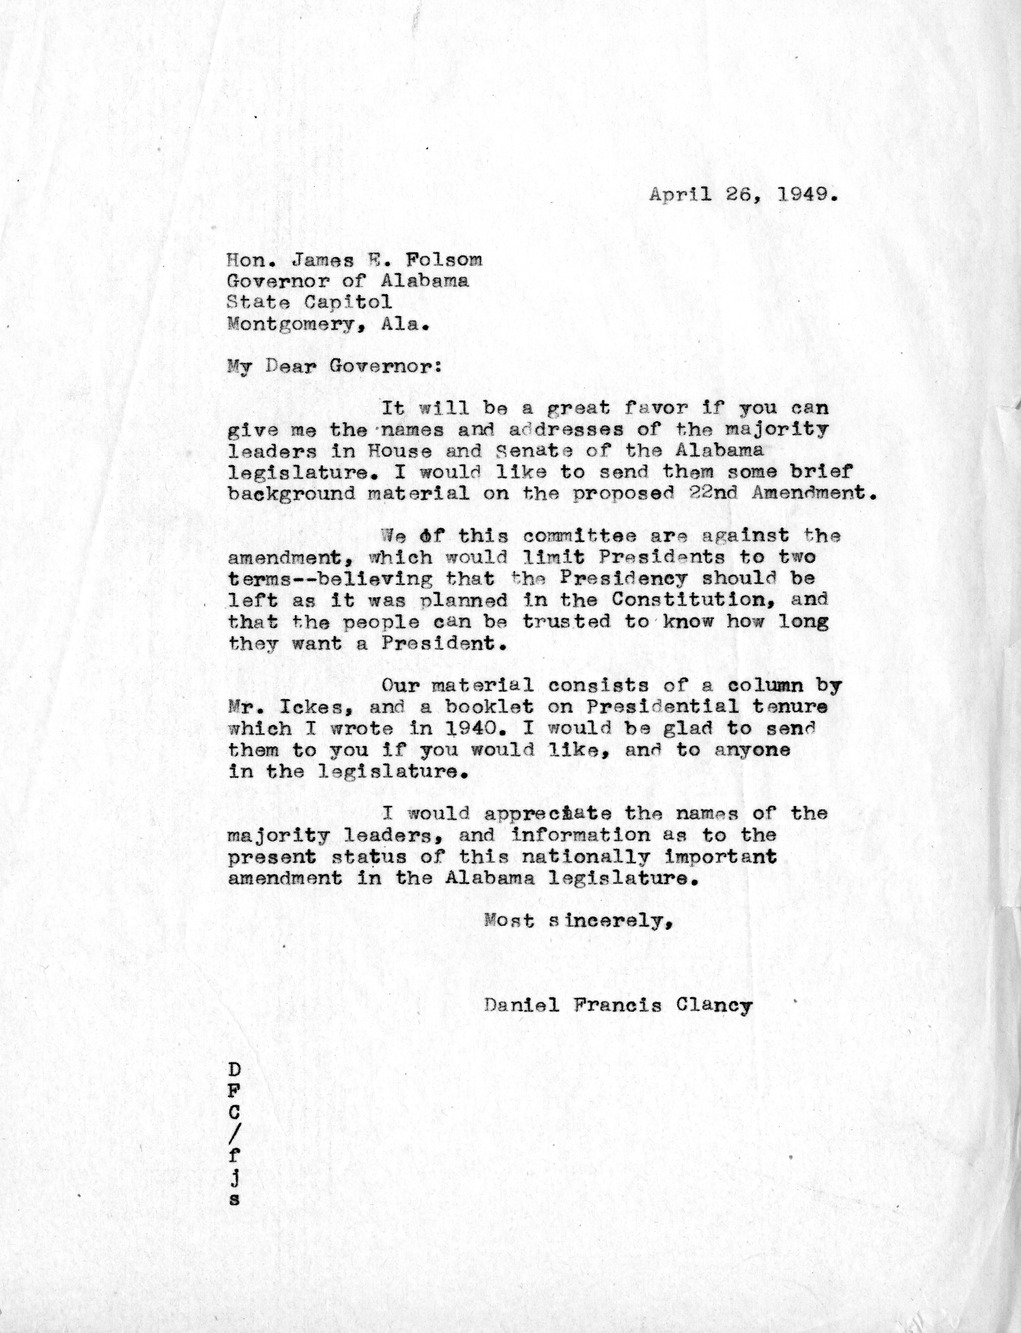 April 26, 1949.
Hon. James E. Folsom
Governor of Alabama
State Capitol
Montgomery, Ala.
My Dear Governor:
It will be a great favor if you can
give me the names and addresses of the majority
leaders in House and Senate of the Alabama
legislature. I would like to send them some brief
background material on the proposed 22nd Amendment.
We of this committee are against the
amendment, which would limit Presidents to two
terms--believing that the Presidency should be
left as it was planned in the Constitution, and
that the people can be trusted to know how long
they want a President.
Our material consists of a column by
Mr. Ickes, and a booklet on Presidential tenure
which I wrote in 1940. I would be glad to send
them to you if you would like, and to anyone
in the legislature.
I would appreciate the names of the
majority leaders, and information as to the
present status of this nationally important
amendment in the Alabama legislature.
Most sincerely,
Daniel Francis Clancy
D
F
C
/
f
j
s